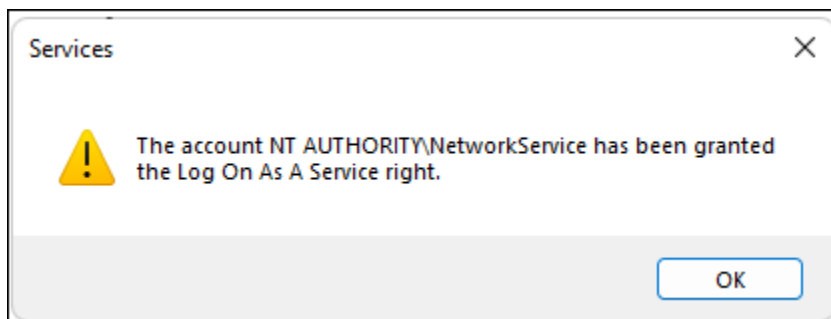 Services
The account NT AUTHORITY\NetworkService has been granted
the Log On As A Service right.
OK